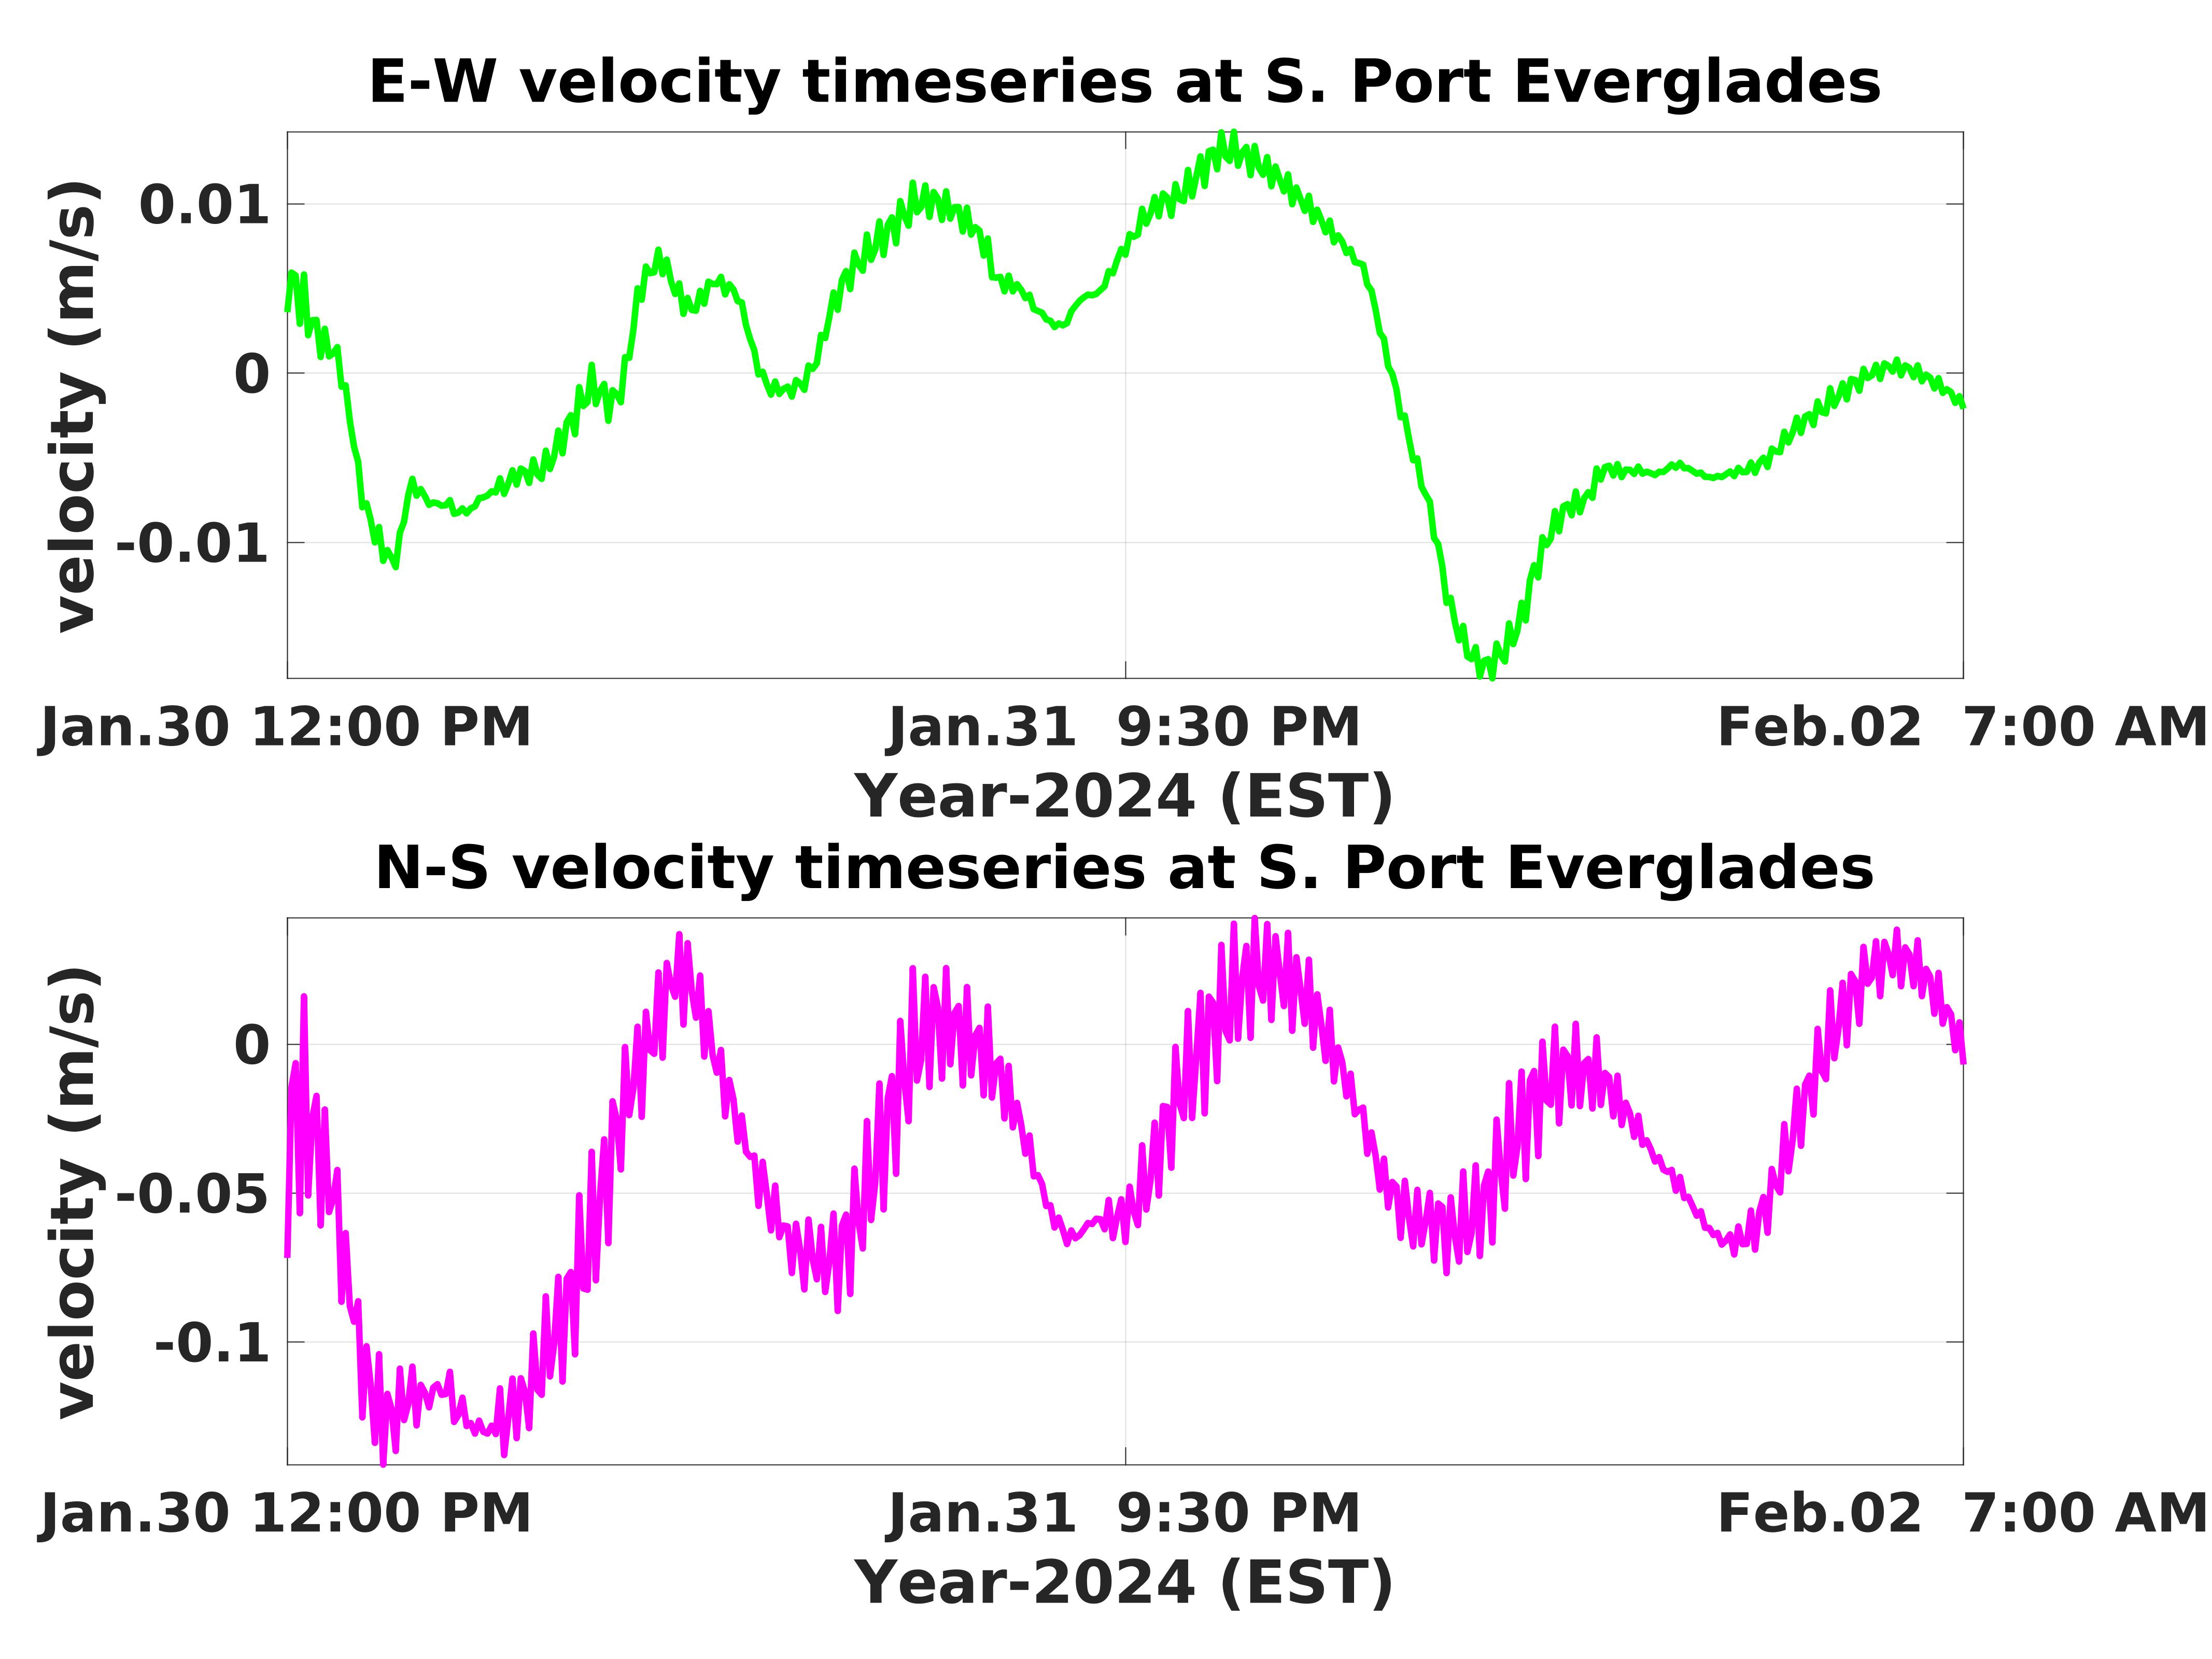 E-W velocity timeseries at S. Port Everglades
velocity (m/s)
0.01
0
-0.01
Jan.30 12:00 PM
Jan.31  9:30 PM
Feb.02  7:00 AM
Year-2024 (EST)
N-S velocity timeseries at S. Port Everglades
velocity (m/s)
0
-0.05
-0.1
Jan.30 12:00 PM
Jan.31  9:30 PM
Feb.02  7:00 AM
Year-2024 (EST)